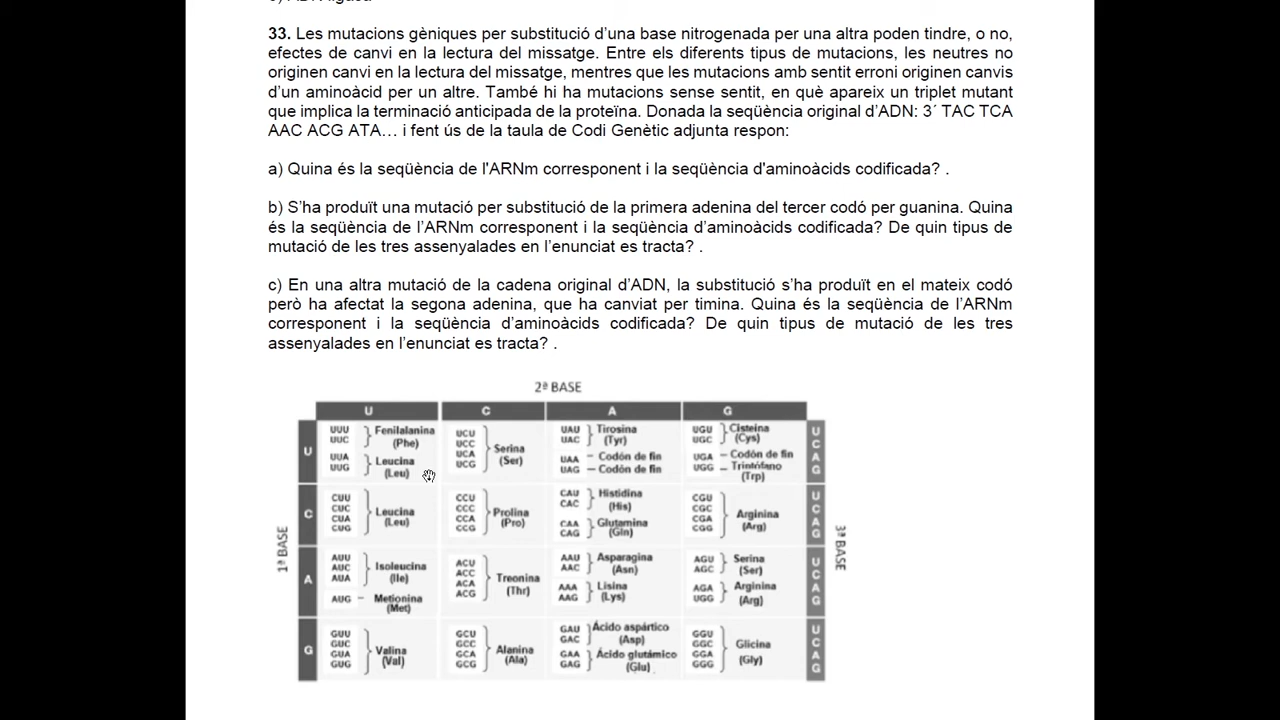 33. Les mutacions gèniques per substitució d’una base nitrogenada per una altra poden tindre, o no,
efectes de canvi en la lectura del missatge. Entre els diferents tipus de mutacions, les neutres no
originen canvi en la lectura del missatge, mentres que les mutacions amb sentit erroni originen canvis
d’un aminoàcid per un altre. També hi ha mutacions sense sentit, en què apareix un triplet mutant
que implica la terminació anticipada de la proteïna. Donada la seqüència original d’ADN: 3´ TAC TCA
AAC ACG ATA… i fent ús de la taula de Codi Genètic adjunta respon:
a) Quina és la seqüència de l'ARNm corresponent i la seqüència d'aminoàcids codificada? .
b) S’ha produït una mutació per substitució de la primera adenina del tercer codó per guanina. Quina
és la seqüència de l’ARNm corresponent i la seqüència d’aminoàcids codificada? De quin tipus de
mutació de les tres assenyalades en l’enunciat es tracta? .
c) En una altra mutació de la cadena original d’ADN, la substitució s’ha produït en el mateix codó
però ha afectat la segona adenina, que ha canviat per timina. Quina és la seqüència de l’ARNm
corresponent i la seqüència d’aminoàcids codificada? De quin tipus de mutació de les tres
assenyalades en l’enunciat es tracta? .
2ª BASE
U C A G
1ª BASE
U
UUU
UUC
Fenilalanina
(Phe)
UUA
UUG
Leucina
(Leu)
UCU
UCC
UCA
UCG
Serina
(Ser)
UAU
UAC
Tirosina
(Tyr)
UAA – Codón de fin
UAG – Codón de fin
UGU
UGC
Cisteína
(Cys)
UGA – Codón de fin
UGG – Triptófano
(Trp)
U
C
A
G
C
CUU
CUC
CUA
CUG
Leucina
(Leu)
CCU
CCC
CCA
CCG
Prolina
(Pro)
CAU
CAC
Histidina
(His)
CAA
CAG
Glutamina
(Gln)
CGU
CGC
CGA
CGG
Arginina
(Arg)
U
C
A
G
A
AUU
AUC
AUA
Isoleucina
(Ile)
AUG – Metionina
(Met)
ACU
ACC
ACA
ACG
Treonina
(Thr)
AAU
AAC
Asparagina
(Asn)
AAA
AAG
Lisina
(Lys)
AGU
AGC
Serina
(Ser)
AGA
UGG
Arginina
(Arg)
U
C
A
G
G
GUU
GUC
GUA
GUG
Valina
(Val)
GCU
GCC
GCA
GCG
Alanina
(Ala)
GAU
GAC
Ácido aspártico
(Asp)
GAA
GAG
Ácido glutámico
(Glu)
GGU
GGC
GGA
GGG
Glicina
(Gly)
U
C
A
G
3ª BASE